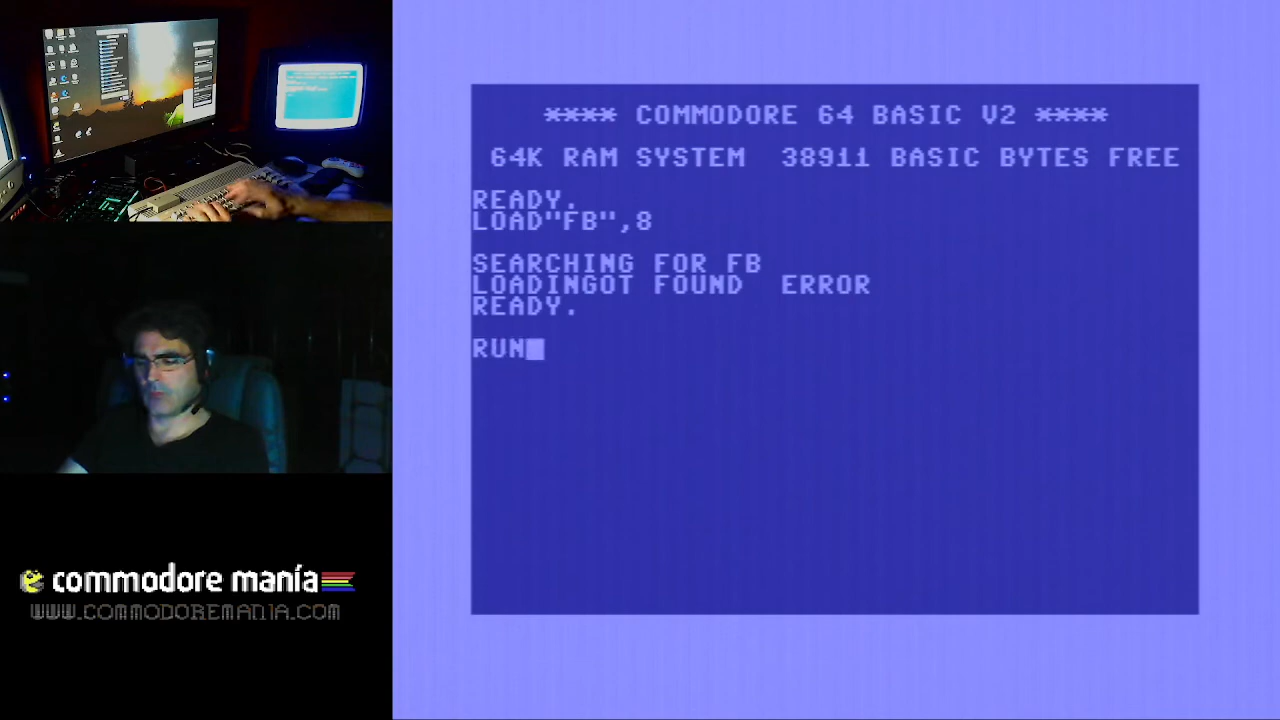 **** COMMODORE 64 BASIC V2 ****
64K RAM SYSTEM  38911 BASIC BYTES FREE
READY.
LOAD"FB",8
SEARCHING FOR FB
LOADINGOT FOUND  ERROR
READY.
RUN
commodore manía
WWW.COMMODOREMANIA.COM